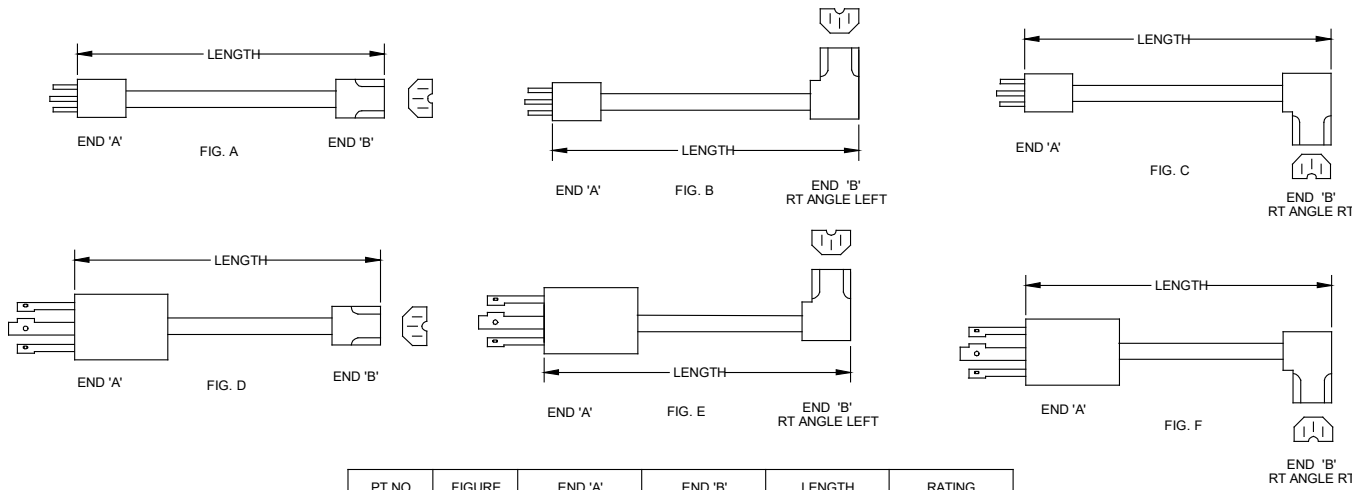 LENGTH
END 'A'
FIG. A
END 'B'
LENGTH
END 'A'
FIG. B
END 'B'
RT ANGLE LEFT
LENGTH
END 'A'
FIG. C
END 'B'
RT ANGLE RT
LENGTH
END 'A'
FIG. D
END 'B'
LENGTH
END 'A'
FIG. E
END 'B'
RT ANGLE LEFT
LENGTH
END 'A'
FIG. F
END 'B'
RT ANGLE RT
PT NO FIGURE END 'A' END 'B' LENGTH RATING